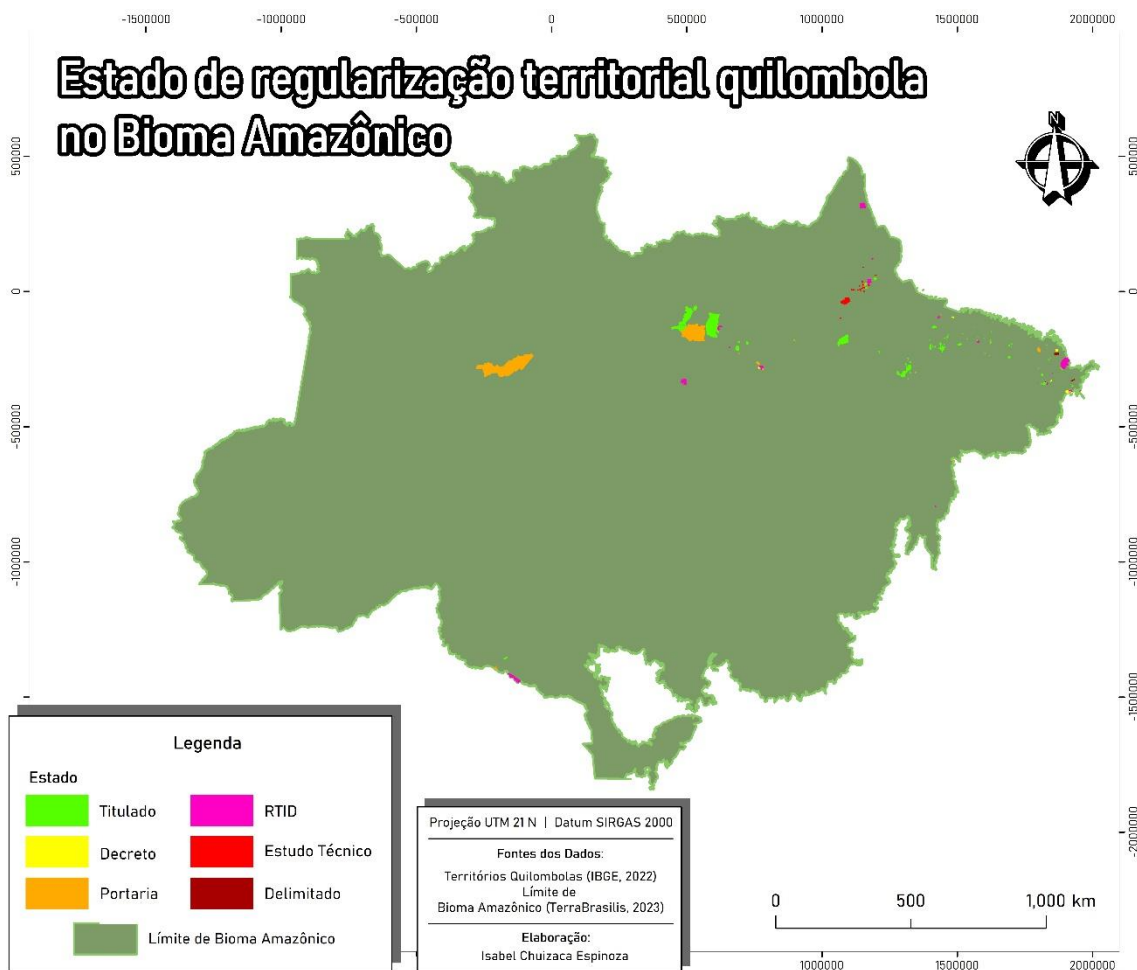 -1500000 -1000000 -500000 0 500000 1000000 1500000 2000000
Estado de regularização territorial quilombola
no Bioma Amazônico
N
500000 500000
0 0
-500000 -500000
-1000000 -1000000
-1500000 -1500000
-2000000
Legenda
Estado
Titulado RTID
Decreto Estudo Técnico
Portaria Delimitado
Límite de Bioma Amazônico
Projeção UTM 21 N | Datum SIRGAS 2000
Fontes dos Dados:
Territórios Quilombolas (IBGE, 2022)
Límite de
Bioma Amazônico (TerraBrasilis, 2023)
Elaboração:
Isabel Chuizaca Espinoza
0 500 1,000 km
1000000 1500000 2000000